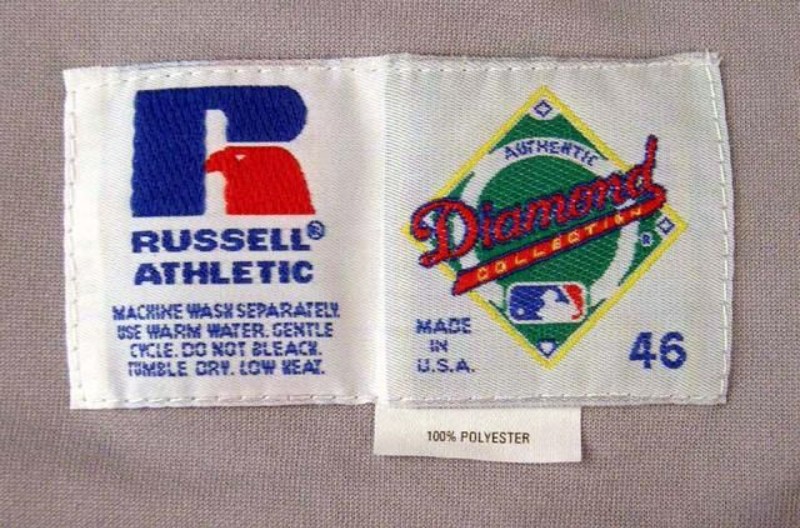 RUSSELL®
ATHLETIC
MACHINE WASH SEPARATELY.
USE WARM WATER. GENTLE
CYCLE. DO NOT BLEACH.
TUMBLE DRY. LOW HEAT.
AUTHENTIC
Diamond
COLLECTION
®
MADE
IN
U.S.A.
46
100% POLYESTER